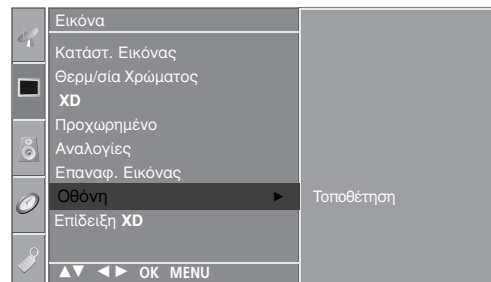 Εικόνα
Κατάστ. Εικόνας
Θερμ/σία Χρώματος
XD
Προχωρημένο
Αναλογίες
Επαναφ. Εικόνας
Οθόνη ►
Τοποθέτηση
Επίδειξη XD
▲▼ ◄► OK MENU